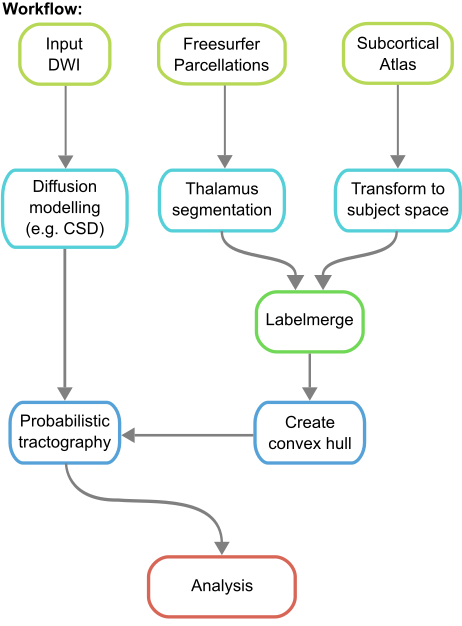 Workflow:
Input
DWI
Freesurfer
Parcellations
Subcortical
Atlas
Diffusion
modelling
(e.g. CSD)
Thalamus
segmentation
Transform to
subject space
Labelmerge
Probabilistic
tractography
Create
convex hull
Analysis